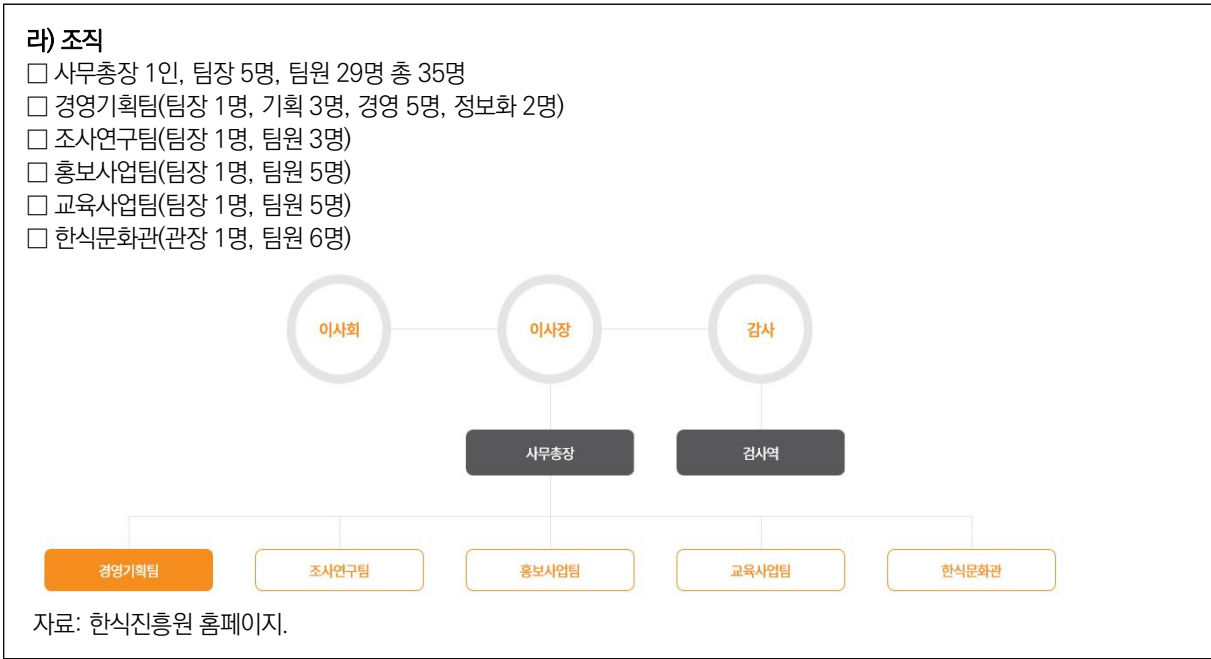 라) 조직
□ 사무총장 1인, 팀장 5명, 팀원 29명 총 35명
□ 경영기획팀(팀장 1명, 기획 3명, 경영 5명, 정보화 2명)
□ 조사연구팀(팀장 1명, 팀원 3명)
□ 홍보사업팀(팀장 1명, 팀원 5명)
□ 교육사업팀(팀장 1명, 팀원 5명)
□ 한식문화관(관장 1명, 팀원 6명)
이사회 이사장 감사
사무총장 검사역
경영기획팀 조사연구팀 홍보사업팀 교육사업팀 한식문화관
자료: 한식진흥원 홈페이지.